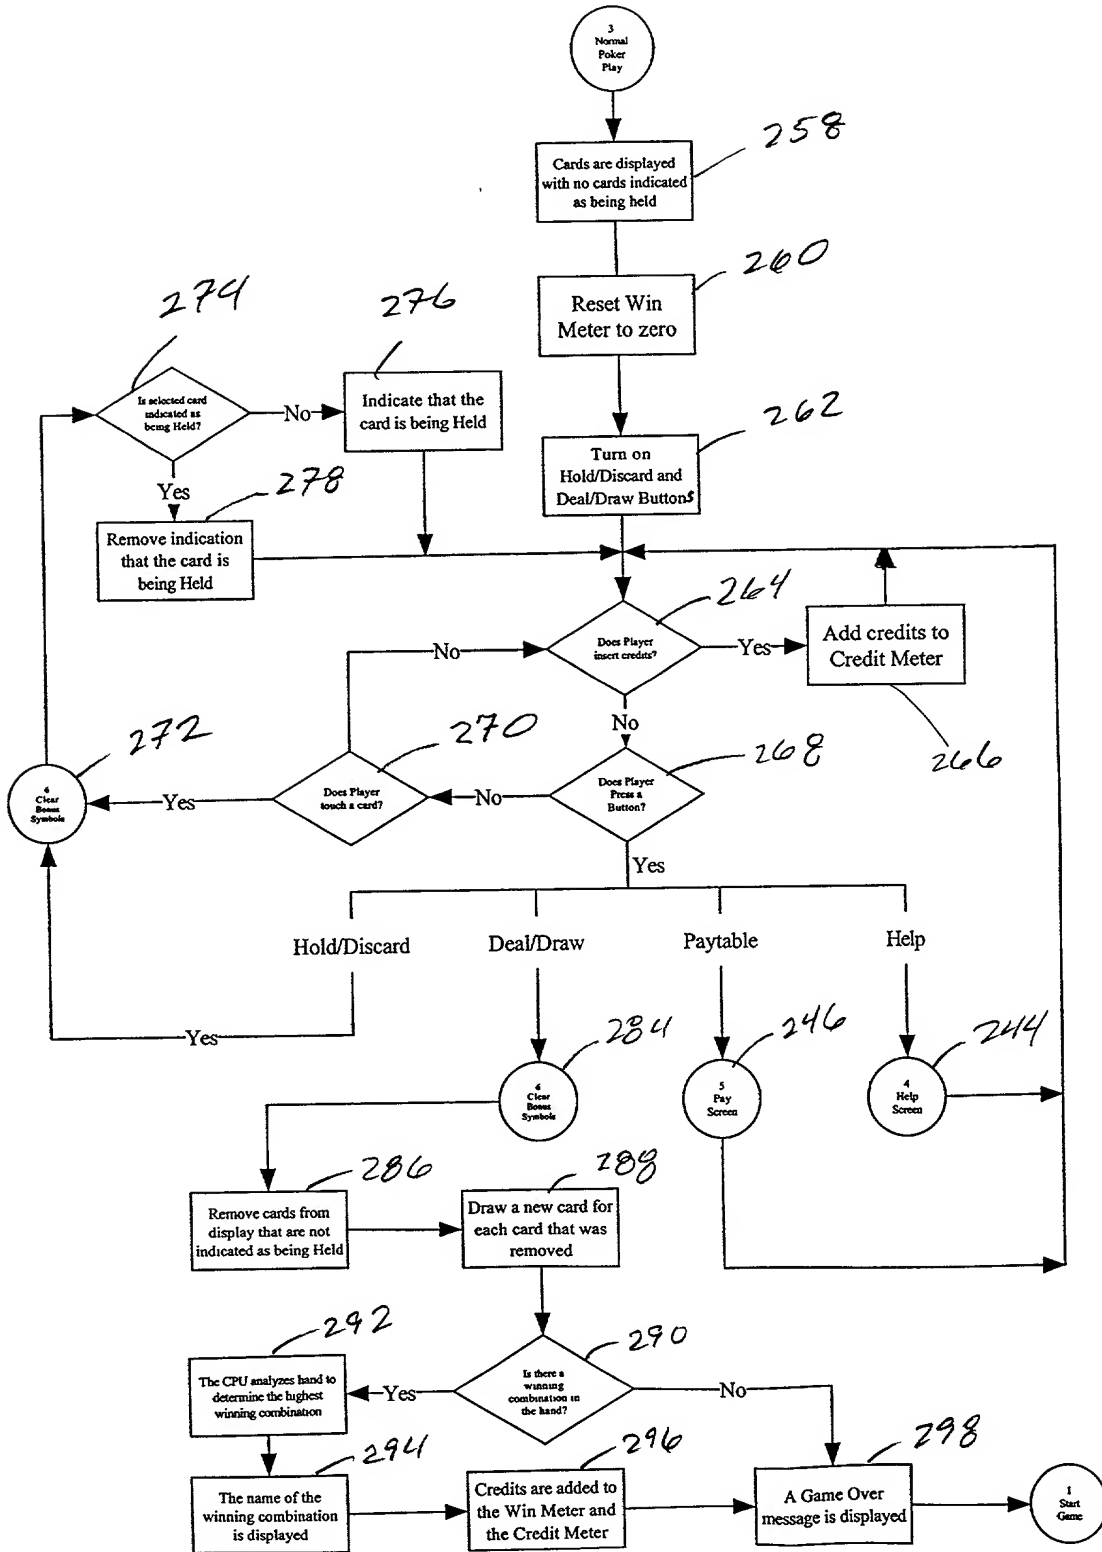 3
Normal
Poker
Play
258
Cards are displayed
with no cards indicated
as being held
260
Reset Win
Meter to zero
274
276
262
Is selected card
indicated as
being Held?
No
Indicate that the
card is being Held
Turn on
Hold/Discard and
Deal/Draw Buttons
Yes
278
Remove indication
that the card is
being Held
264
Does Player
insert credits?
Yes
Add credits to
Credit Meter
No
No
266
272
270
268
6
Clear
Bonus
Symbols
Yes
Does Player
touch a card?
No
Does Player
Press a
Button?
Yes
Hold/Discard
Deal/Draw
Paytable
Help
Yes
284
246
244
6
Clear
Bonus
Symbols
5
Pay
Screen
4
Help
Screen
286
288
Remove cards from
display that are not
indicated as being Held
Draw a new card for
each card that was
removed
292
290
The CPU analyzes hand to
determine the highest
winning combination
Yes
Is there a
winning
combination in
the hand?
No
294
296
298
The name of the
winning combination
is displayed
Credits are added to
the Win Meter and
the Credit Meter
A Game Over
message is displayed
1
Start
Game